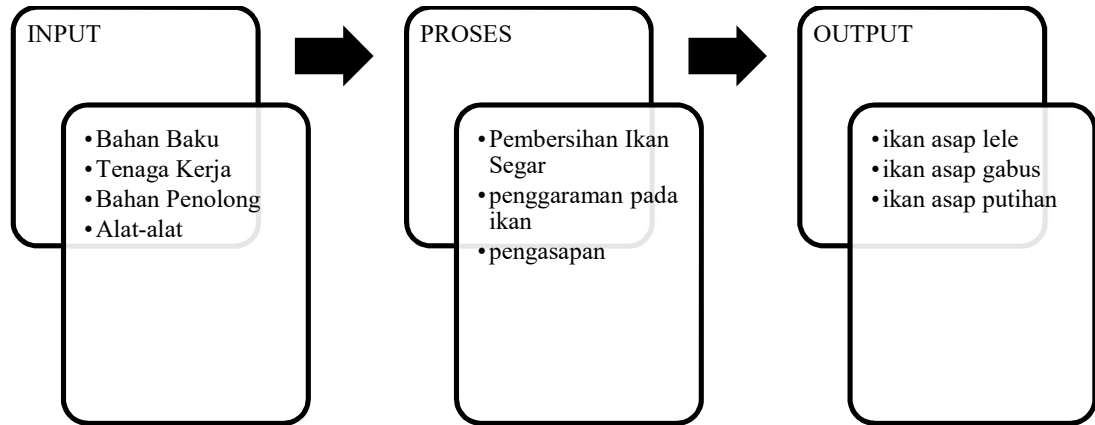 INPUT
•Bahan Baku
•Tenaga Kerja
•Bahan Penolong
•Alat-alat
PROSES
•Pembersihan Ikan
Segar
•penggaraman pada
ikan
•pengasapan
OUTPUT
•ikan asap lele
•ikan asap gabus
•ikan asap putihan